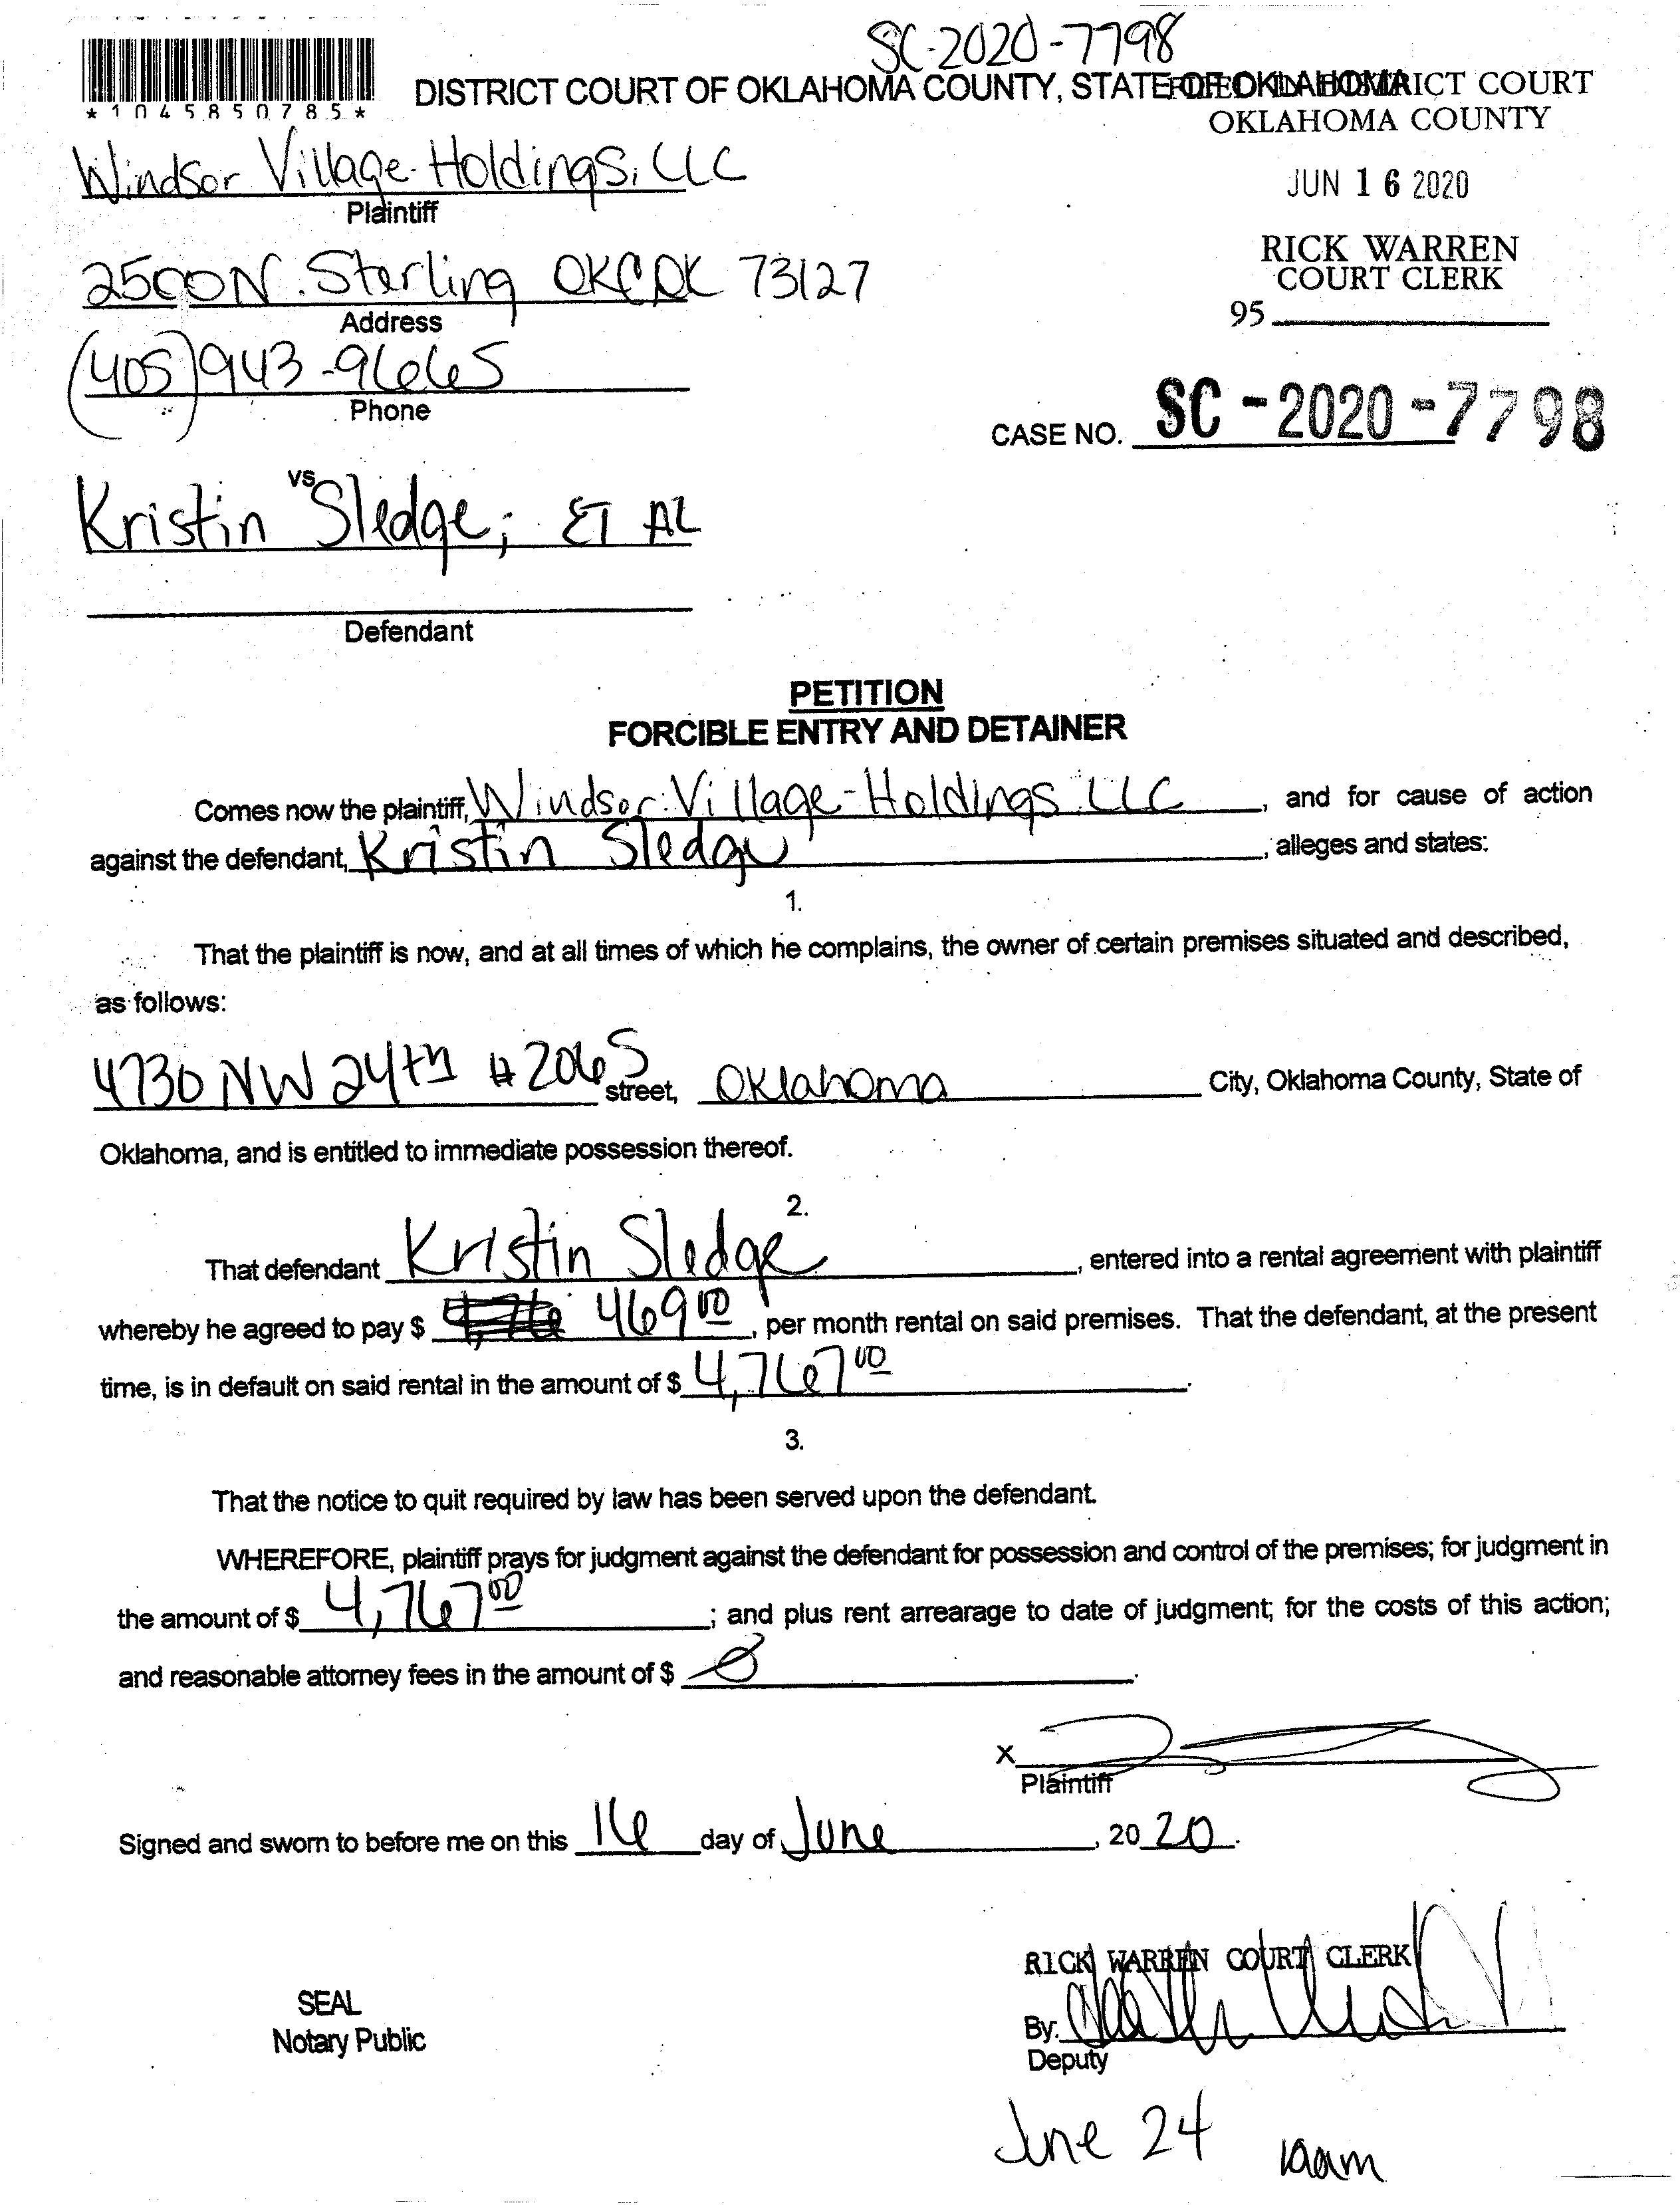 SC-2020-7798
*1045850785*
DISTRICT COURT OF OKLAHOMA COUNTY, STATE OF OKLAHOMA
FILED IN DISTRICT COURT
OKLAHOMA COUNTY
JUN 16 2020
RICK WARREN
COURT CLERK
95
Windsor Village Holdings, LLC
Plaintiff
2500 N. Sterling OKC OK 73127
Address
(405) 943-9665
Phone
CASE NO. SC-2020-7798
vs
Kristin Sledge; ET AL
Defendant
PETITION
FORCIBLE ENTRY AND DETAINER
Comes now the plaintiff, Windsor Village-Holdings LLC, and for cause of action
against the defendant, Kristin Sledge, alleges and states:
1.
That the plaintiff is now, and at all times of which he complains, the owner of certain premises situated and described,
as follows:
4730 NW 24th #206S street, Oklahoma City, Oklahoma County, State of
Oklahoma, and is entitled to immediate possession thereof.
2.
That defendant Kristin Sledge, entered into a rental agreement with plaintiff
whereby he agreed to pay $ 469 00, per month rental on said premises. That the defendant, at the present
time, is in default on said rental in the amount of $ 4,767 00.
3.
That the notice to quit required by law has been served upon the defendant.
WHEREFORE, plaintiff prays for judgment against the defendant for possession and control of the premises; for judgment in
the amount of $ 4,767 00; and plus rent arrearage to date of judgment; for the costs of this action;
and reasonable attorney fees in the amount of $ 0.
X
Plaintiff
Signed and sworn to before me on this 16 day of June, 2020.
RICK WARREN COURT CLERK
SEAL
Notary Public
By:
Deputy
June 24